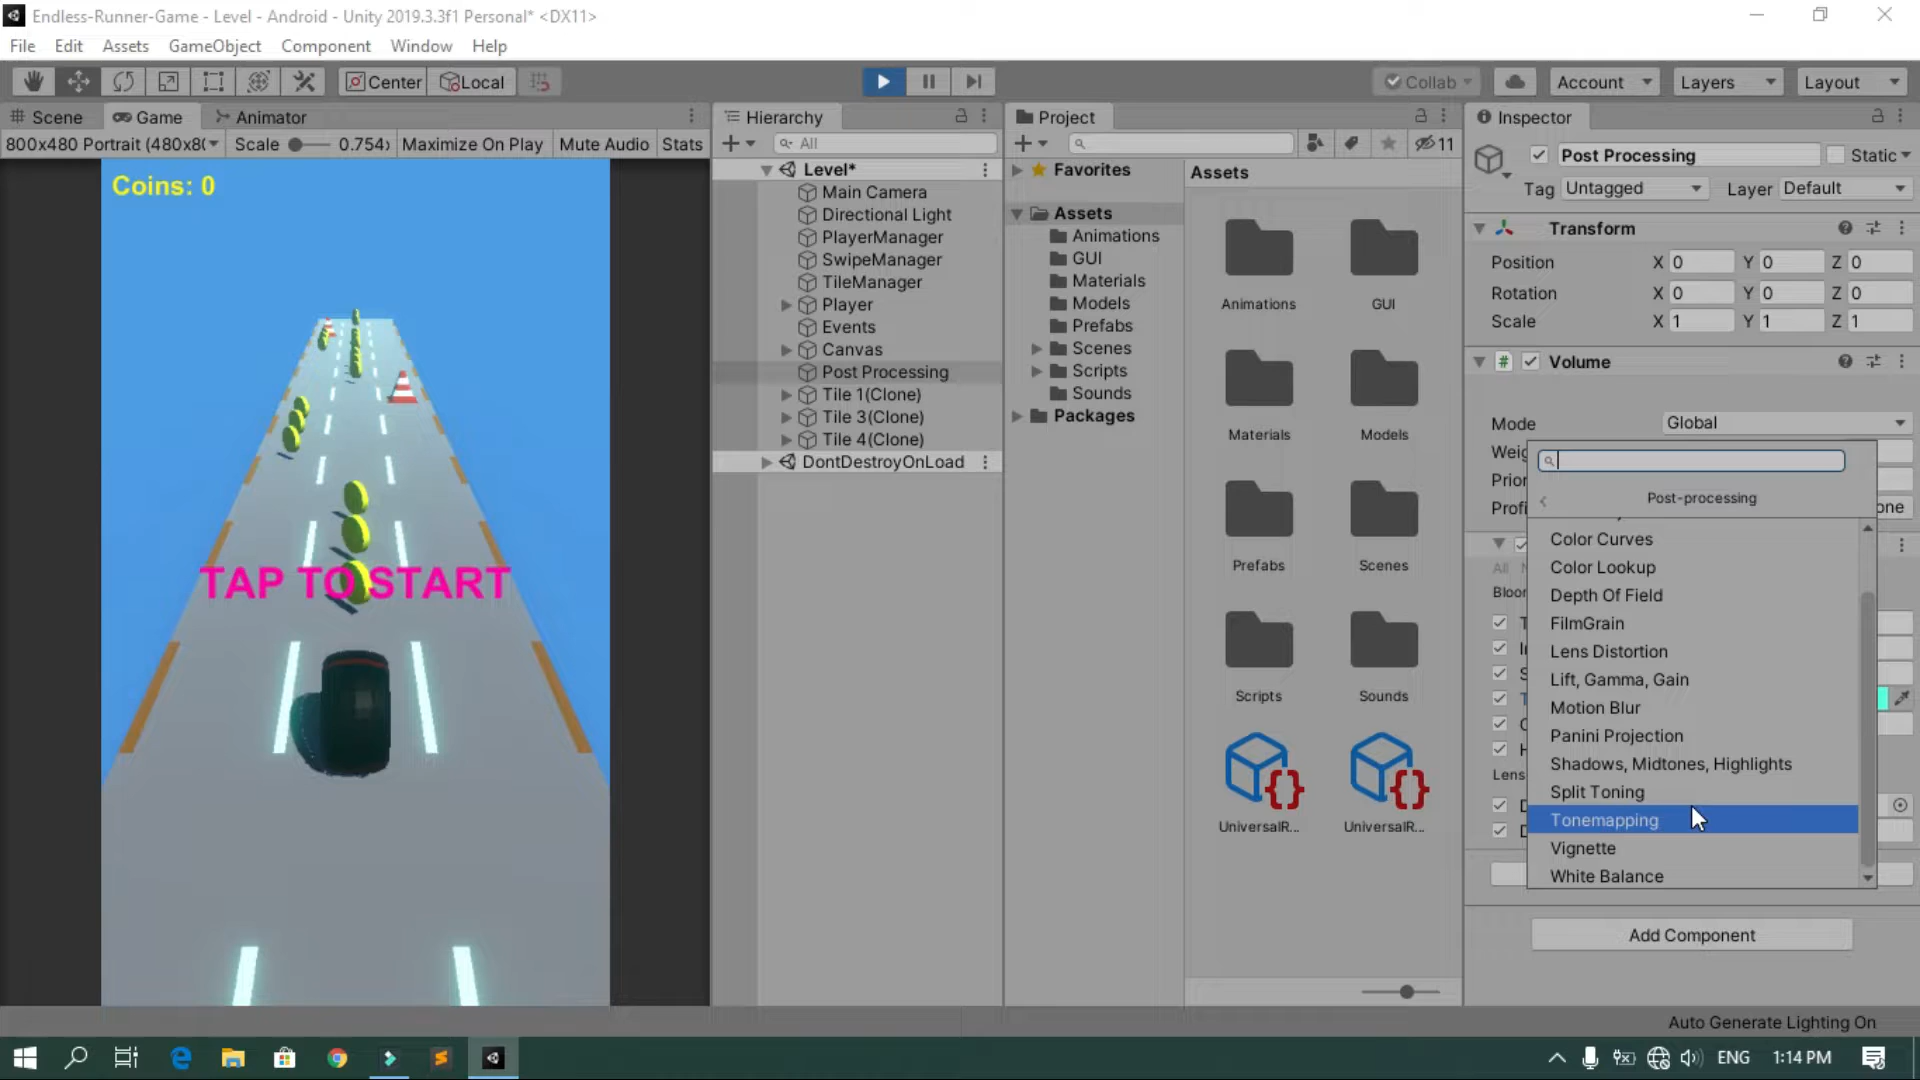 Endless-Runner-Game - Level - Android - Unity 2019.3.3f1 Personal* <DX11>
File Edit Assets GameObject Component Window Help
Center Local Collab Account Layers Layout
Scene Game Animator
800x480 Portrait (480x8( Scale 0.754) Maximize On Play Mute Audio Stats
Coins: 0
TAP TO START
Hierarchy
All
Level*
Main Camera
Directional Light
PlayerManager
SwipeManager
TileManager
Player
Events
Canvas
Post Processing
Tile 1(Clone)
Tile 3(Clone)
Tile 4(Clone)
DontDestroyOnLoad
Project
11
Favorites
Assets
Animations
GUI
Materials
Models
Prefabs
Scenes
Scripts
Sounds
Packages
Assets
Animations GUI
Materials Models
Prefabs Scenes
Scripts Sounds
UniversalR... UniversalR...
Inspector
Post Processing Static
Tag Untagged Layer Default
Transform
Position X 0 Y 0 Z 0
Rotation X 0 Y 0 Z 0
Scale X 1 Y 1 Z 1
Volume
Mode Global
Weig
Prior
Profi one
Post-processing
Color Curves
Color Lookup
Depth Of Field
FilmGrain
Lens Distortion
Lift, Gamma, Gain
Motion Blur
Panini Projection
Shadows, Midtones, Highlights
Split Toning
Tonemapping
Vignette
White Balance
Bloor
Lens
Add Component
Auto Generate Lighting On
ENG 1:14 PM